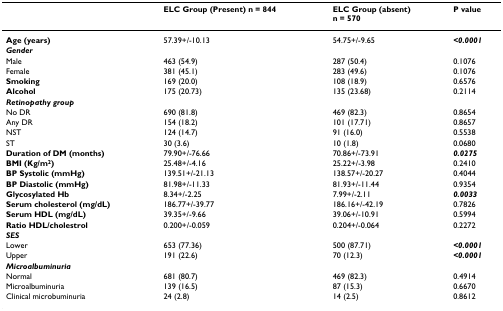 ELC Group (Present) n = 844 ELC Group (absent) n = 570 P value
Age (years) 57.39+/-10.13 54.75+/-9.65 <0.0001
Gender
Male 463 (54.9) 287 (50.4) 0.1076
Female 381 (45.1) 283 (49.6) 0.1076
Smoking 169 (20.0) 108 (18.9) 0.6576
Alcohol 175 (20.73) 135 (23.68) 0.2114
Retinopathy group
No DR 690 (81.8) 469 (82.3) 0.8654
Any DR 154 (18.2) 101 (17.71) 0.8657
NST 124 (14.7) 91 (16.0) 0.5538
ST 30 (3.6) 10 (1.8) 0.0680
Duration of DM (months) 79.90+/-76.66 70.86+/-73.91 0.0275
BMI (Kg/m²) 25.48+/-4.16 25.22+/-3.98 0.2410
BP Systolic (mmHg) 139.51+/-21.13 138.57+/-20.27 0.4044
BP Diastolic (mmHg) 81.98+/-11.33 81.93+/-11.44 0.9354
Glycosylated Hb 8.34+/-2.25 7.99+/-2.11 0.0033
Serum cholesterol (mg/dL) 186.77+/-39.77 186.16+/-42.19 0.7826
Serum HDL (mg/dL) 39.35+/-9.66 39.06+/-10.91 0.5994
Ratio HDL/cholestrol 0.200+/-0.059 0.204+/-0.064 0.2272
SES
Lower 653 (77.36) 500 (87.71) <0.0001
Upper 191 (22.6) 70 (12.3) <0.0001
Microalbuminuria
Normal 681 (80.7) 469 (82.3) 0.4914
Microalbuminuria 139 (16.5) 87 (15.3) 0.6670
Clinical microbuminuria 24 (2.8) 14 (2.5) 0.8612